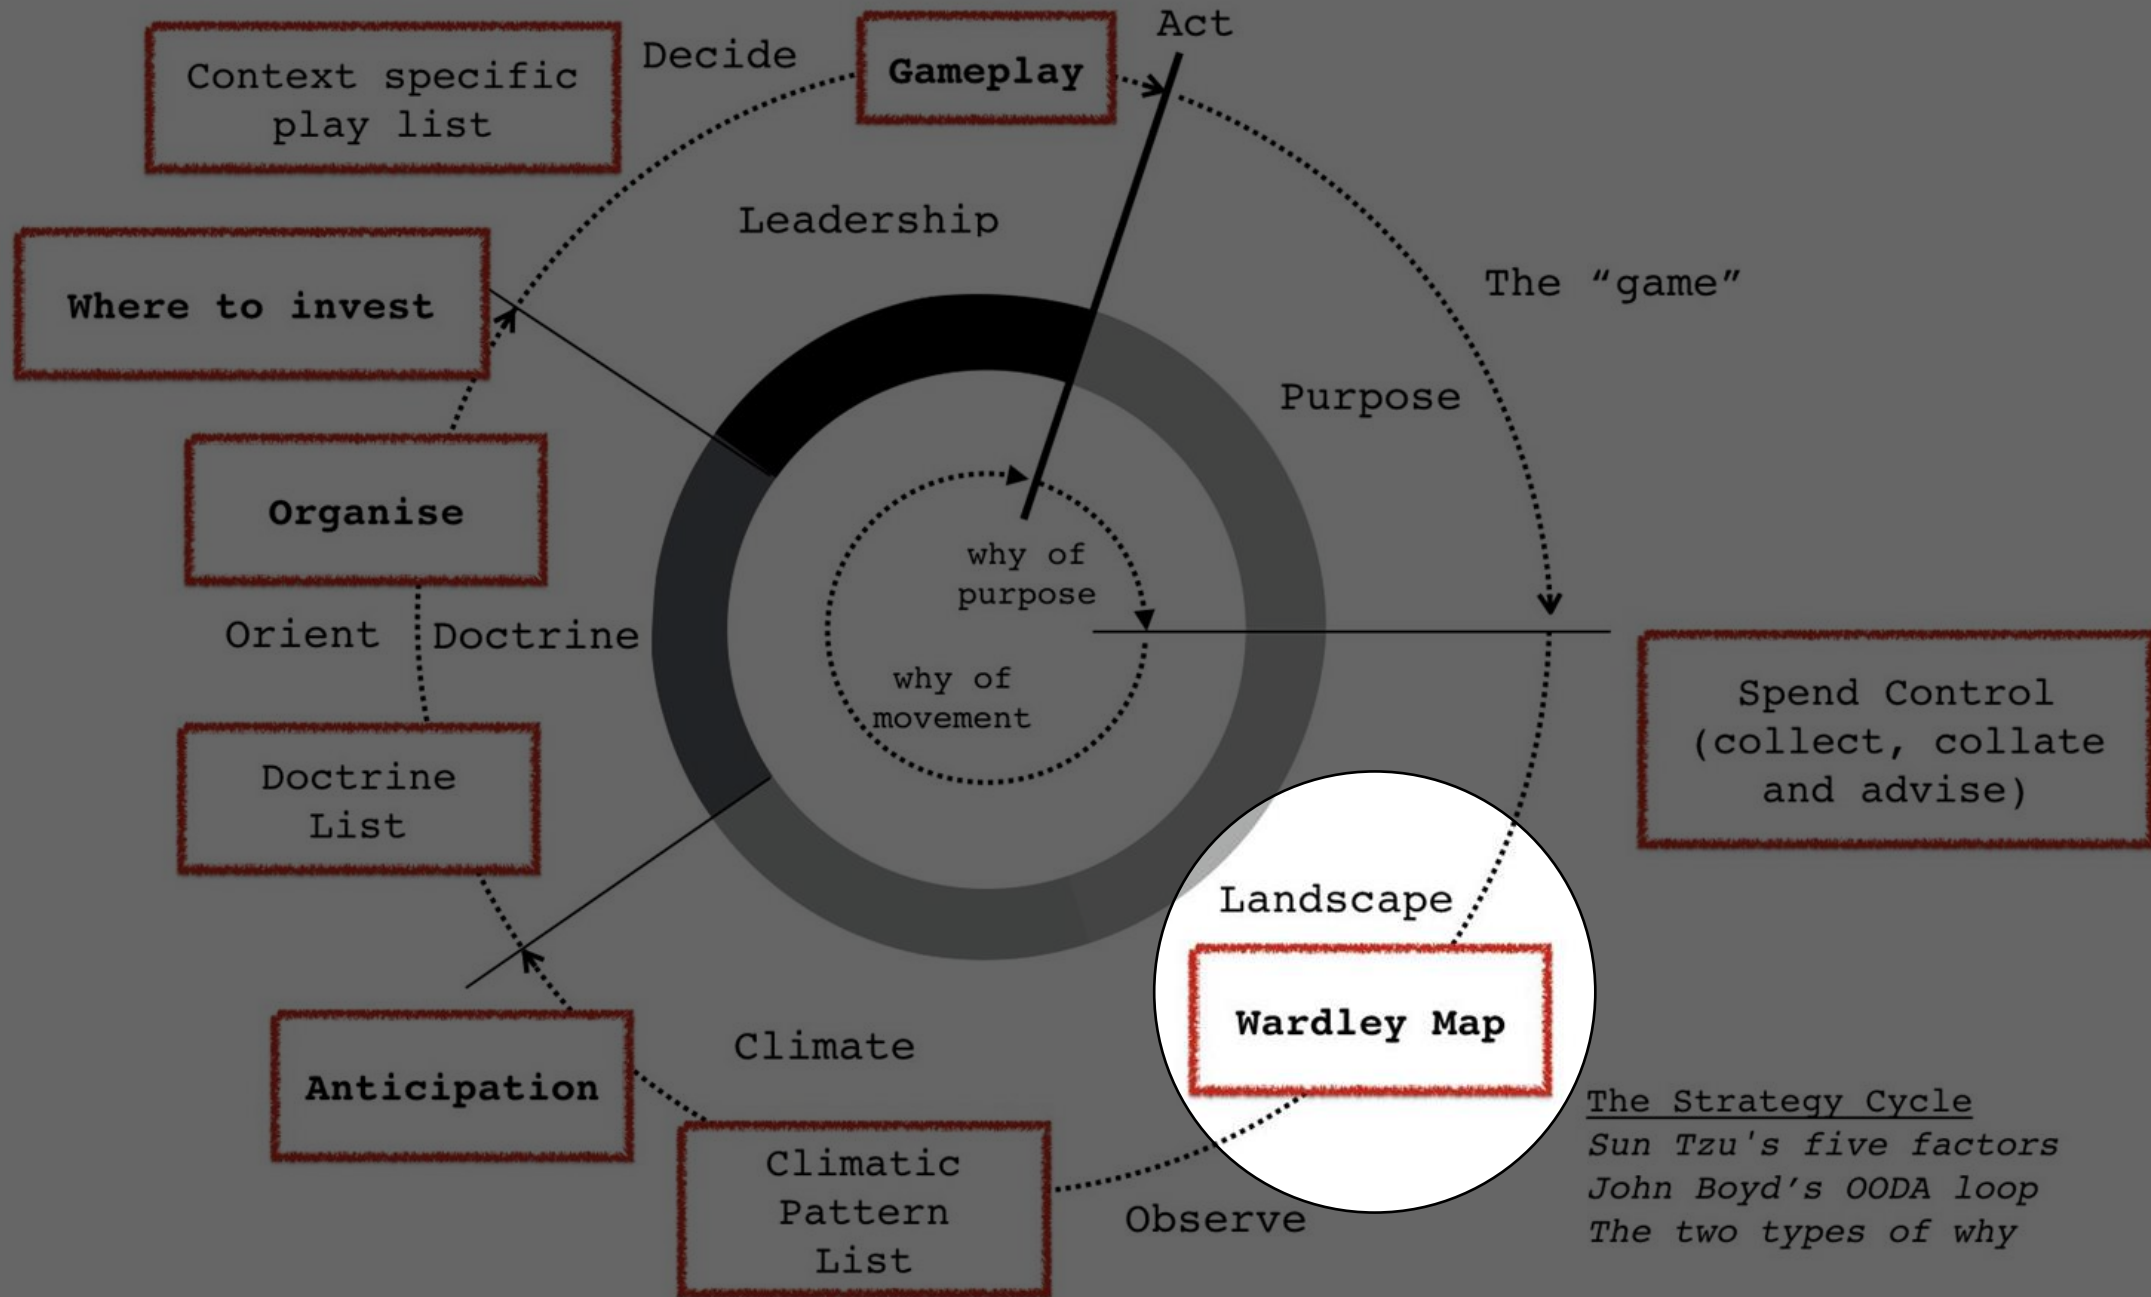 Act
Decide
Gameplay
Context specific
play list
Leadership
Where to invest
The “game”
Purpose
Organise
why of
purpose
Orient
Doctrine
why of
movement
Spend Control
(collect, collate
and advise)
Doctrine
List
Landscape
Wardley Map
Climate
Anticipation
Climatic
Pattern
List
Observe
The Strategy Cycle
Sun Tzu's five factors
John Boyd’s OODA loop
The two types of why